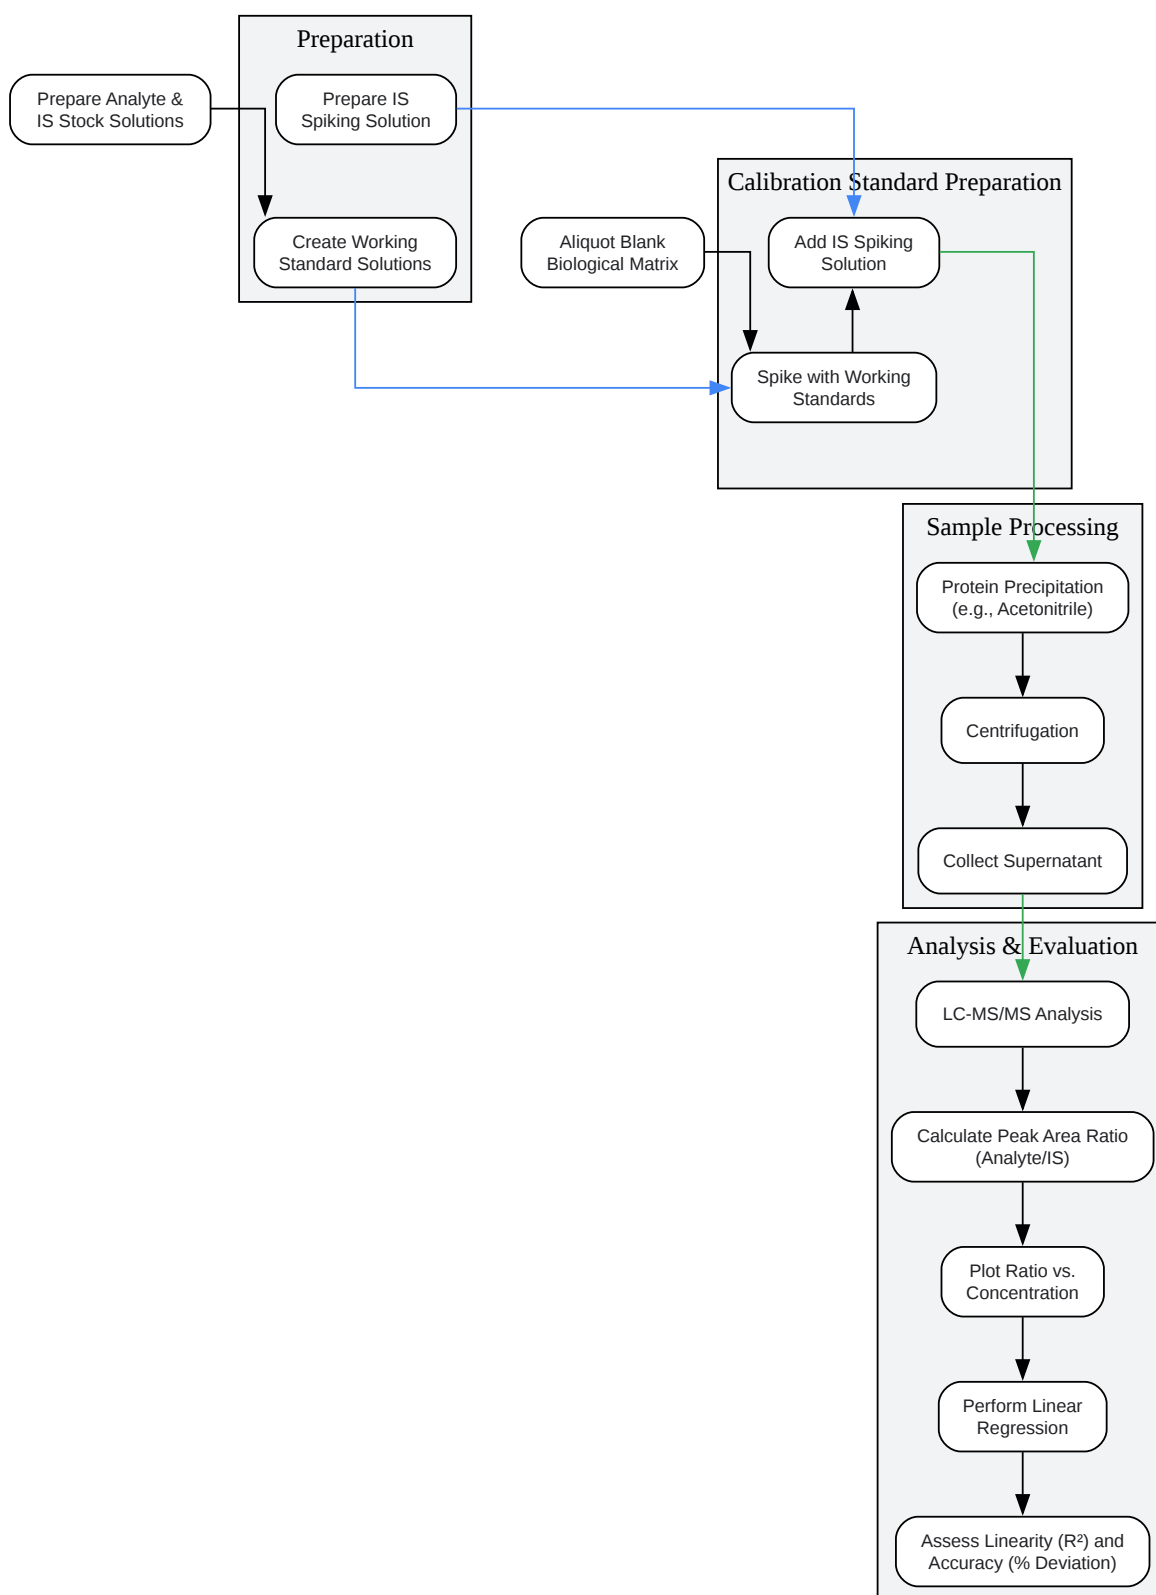 Preparation
Prepare Analyte &
IS Stock Solutions
Prepare IS
Spiking Solution
Create Working
Standard Solutions
Calibration Standard Preparation
Aliquot Blank
Biological Matrix
Add IS Spiking
Solution
Spike with Working
Standards
Sample Processing
Protein Precipitation
(e.g., Acetonitrile)
Centrifugation
Collect Supernatant
Analysis & Evaluation
LC-MS/MS Analysis
Calculate Peak Area Ratio
(Analyte/IS)
Plot Ratio vs.
Concentration
Perform Linear
Regression
Assess Linearity (R²) and
Accuracy (% Deviation)